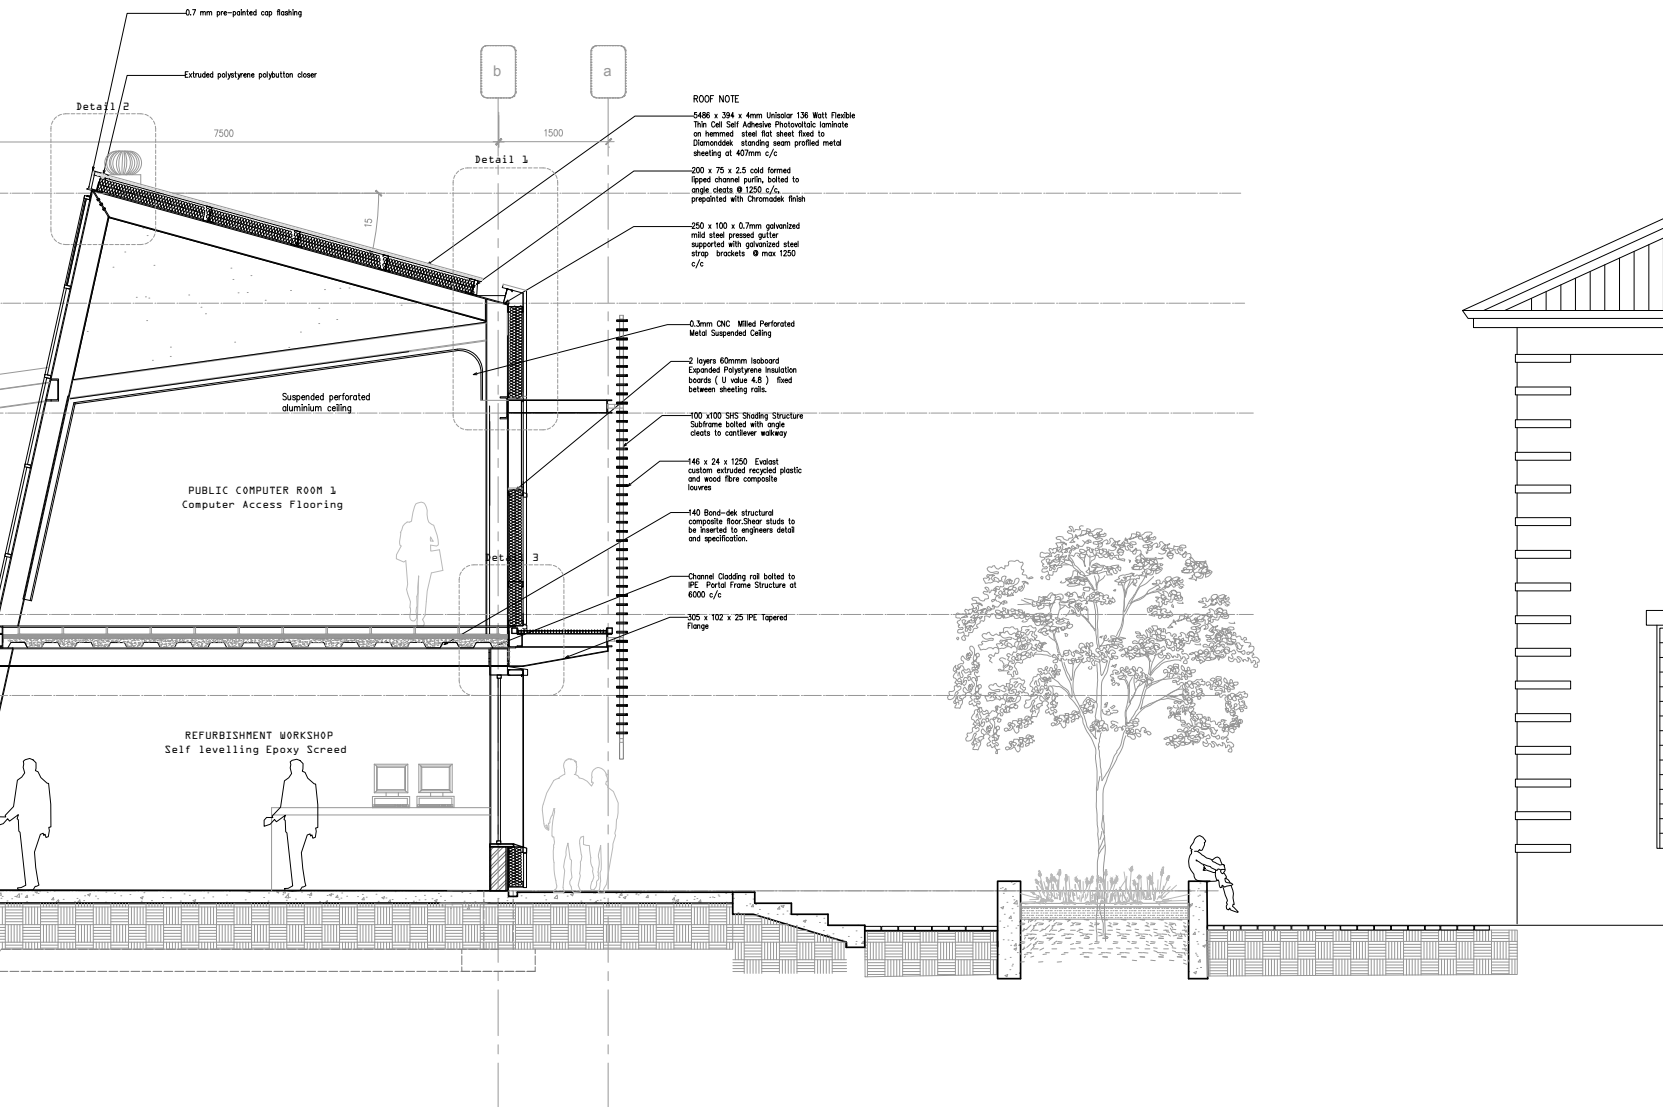 0.7 mm pre-painted cap flashing
Extruded polystyrene polybutton closer
Detail 2
b
a
7500
1500
Detail 1
15
ROOF NOTE
5486 x 394 x 4mm Unisolar 136 Watt Flexible
Thin Cell Self Adhesive Photovoltaic laminate
on hemmed steel flat sheet fixed to
Diamonddek standing seam profiled metal
sheeting at 407mm c/c
200 x 75 x 2.5 cold formed
lipped channel purlin, bolted to
angle cleats @ 1250 c/c,
prepainted with Chromadek finish
250 x 100 x 0.7mm galvanized
mild steel pressed gutter
supported with galvanized steel
strap brackets @ max 1250
c/c
0.3mm CNC Milled Perforated
Metal Suspended Ceiling
2 layers 60mmm Isoboard
Expanded Polystyrene Insulation
boards ( U value 4.8 ) fixed
between sheeting rails.
Suspended perforated
aluminium ceiling
100 x100 SHS Shading Structure
Subframe bolted with angle
cleats to cantilever walkway
146 x 24 x 1250 Evalast
custom extruded recycled plastic
and wood fibre composite
louvres
PUBLIC COMPUTER ROOM 1
Computer Access Flooring
140 Bond-dek structural
composite floor.Shear studs to
be inserted to engineers detail
and specification.
Detail 3
Channel Cladding rail bolted to
IPE Portal Frame Structure at
6000 c/c
305 x 102 x 25 IPE Tapered
Flange
REFURBISHMENT WORKSHOP
Self levelling Epoxy Screed